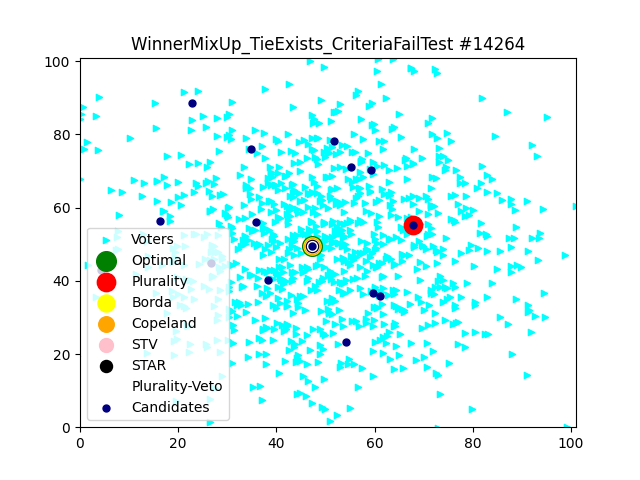 WinnerMixUp_TieExists_CriteriaFailTest #14264
100
80
60
40
20
0
Voters
Optimal
Plurality
Borda
Copeland
STV
STAR
Plurality-Veto
Candidates
0 20 40 60 80 100